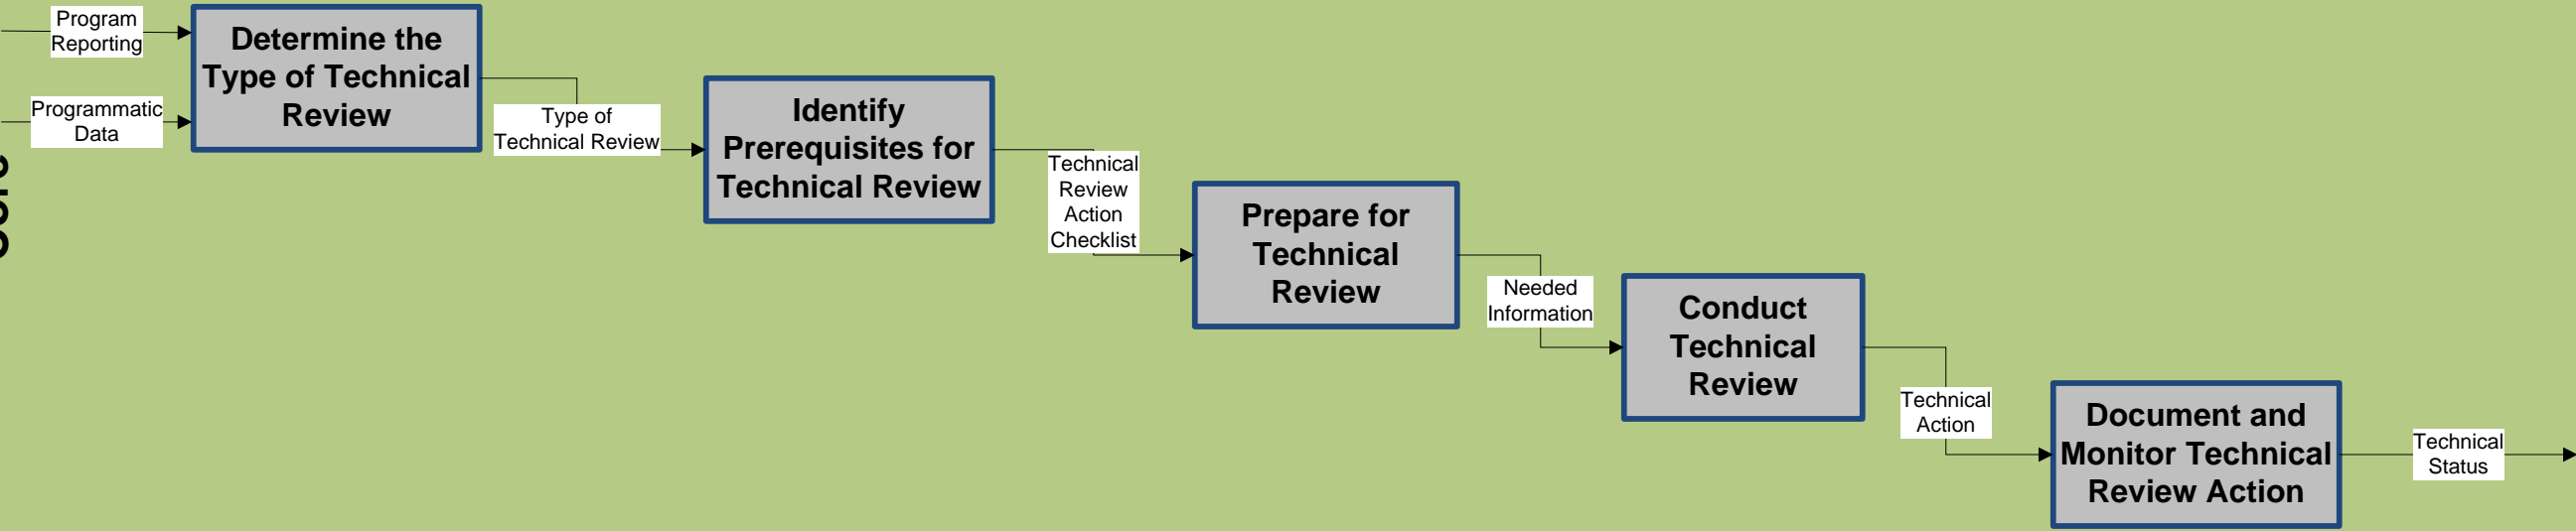 Program
Reporting
Programmatic
Data
Determine the
Type of Technical
Review
Type of
Technical Review
Identify
Prerequisites for
Technical Review
Technical
Review
Action
Checklist
Prepare for
Technical
Review
Needed
Information
Conduct
Technical
Review
Technical
Action
Document and
Monitor Technical
Review Action
Technical
Status